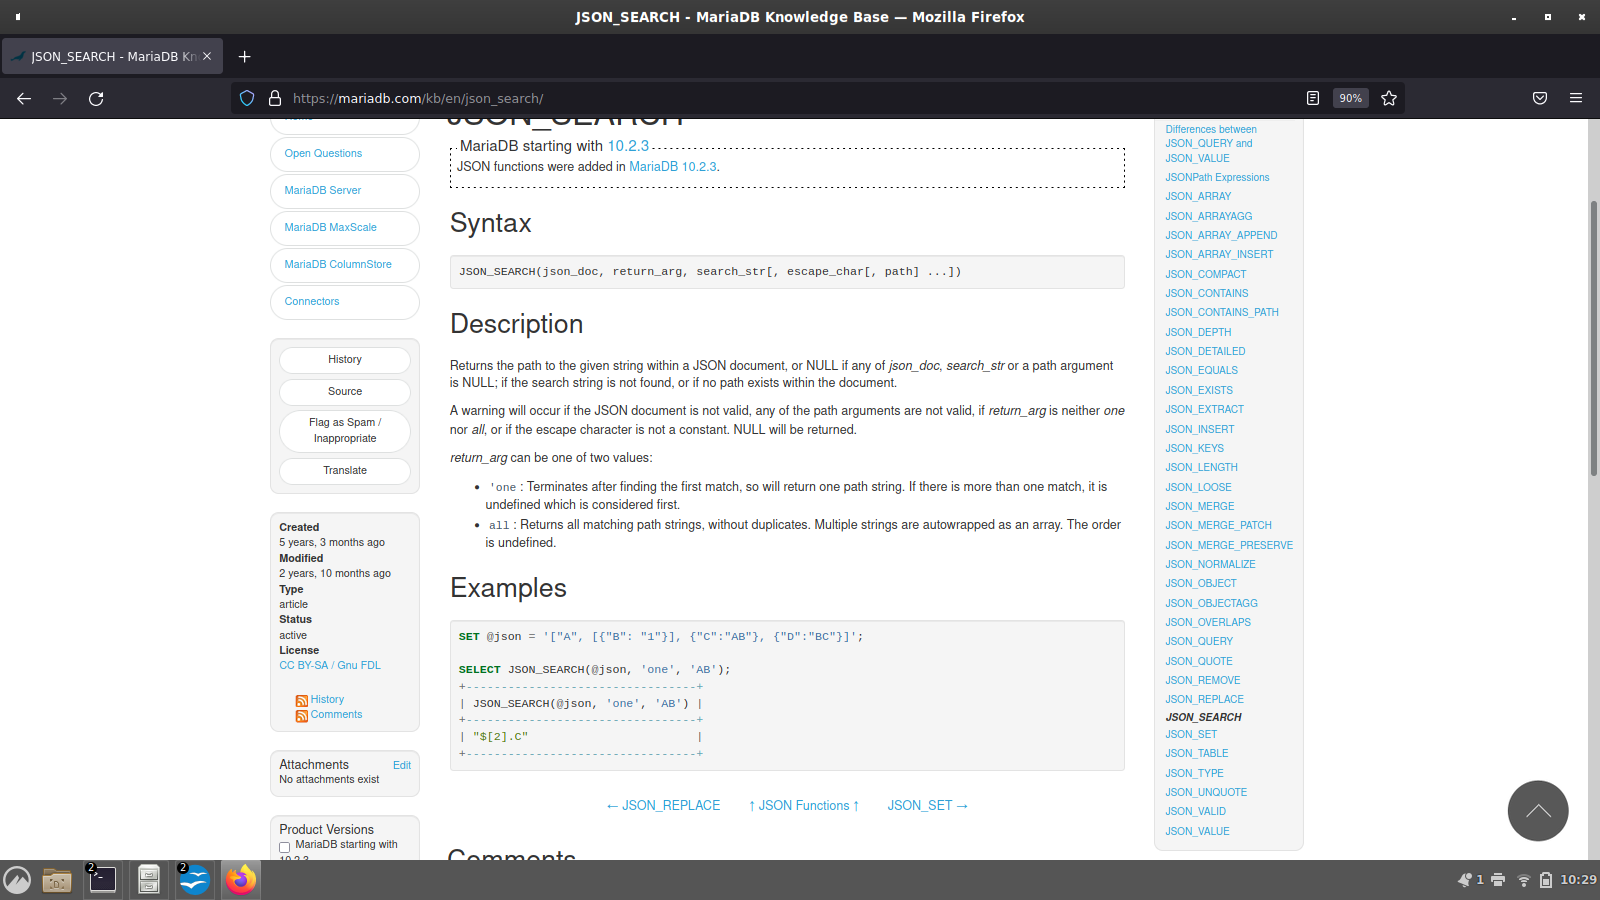 JSON_SEARCH - MariaDB Knowledge Base — Mozilla Firefox
JSON_SEARCH - MariaDB Kn
https://mariadb.com/kb/en/json_search/
90%
Open Questions
MariaDB Server
MariaDB MaxScale
MariaDB ColumnStore
Connectors
History
Source
Flag as Spam /
Inappropriate
Translate
Created
5 years, 3 months ago
Modified
2 years, 10 months ago
Type
article
Status
active
License
CC BY-SA / Gnu FDL
History
Comments
Attachments Edit
No attachments exist
Product Versions
MariaDB starting with
10.2.3
JSON_SEARCH
MariaDB starting with 10.2.3
JSON functions were added in MariaDB 10.2.3.
Syntax
JSON_SEARCH(json_doc, return_arg, search_str[, escape_char[, path] ...])
Description
Returns the path to the given string within a JSON document, or NULL if any of json_doc, search_str or a path argument
is NULL; if the search string is not found, or if no path exists within the document.
A warning will occur if the JSON document is not valid, any of the path arguments are not valid, if return_arg is neither one
nor all, or if the escape character is not a constant. NULL will be returned.
return_arg can be one of two values:
• 'one : Terminates after finding the first match, so will return one path string. If there is more than one match, it is
undefined which is considered first.
• all : Returns all matching path strings, without duplicates. Multiple strings are autowrapped as an array. The order
is undefined.
Examples
SET @json = '["A", [{"B": "1"}], {"C":"AB"}, {"D":"BC"}]';
SELECT JSON_SEARCH(@json, 'one', 'AB');
+---------------------------------+
| JSON_SEARCH(@json, 'one', 'AB') |
+---------------------------------+
| "$[2].C"                        |
+---------------------------------+
← JSON_REPLACE ↑ JSON Functions ↑ JSON_SET →
Comments
Differences between
JSON_QUERY and
JSON_VALUE
JSONPath Expressions
JSON_ARRAY
JSON_ARRAYAGG
JSON_ARRAY_APPEND
JSON_ARRAY_INSERT
JSON_COMPACT
JSON_CONTAINS
JSON_CONTAINS_PATH
JSON_DEPTH
JSON_DETAILED
JSON_EQUALS
JSON_EXISTS
JSON_EXTRACT
JSON_INSERT
JSON_KEYS
JSON_LENGTH
JSON_LOOSE
JSON_MERGE
JSON_MERGE_PATCH
JSON_MERGE_PRESERVE
JSON_NORMALIZE
JSON_OBJECT
JSON_OBJECTAGG
JSON_OVERLAPS
JSON_QUERY
JSON_QUOTE
JSON_REMOVE
JSON_REPLACE
JSON_SEARCH
JSON_SET
JSON_TABLE
JSON_TYPE
JSON_UNQUOTE
JSON_VALID
JSON_VALUE
2
2
1
10:29